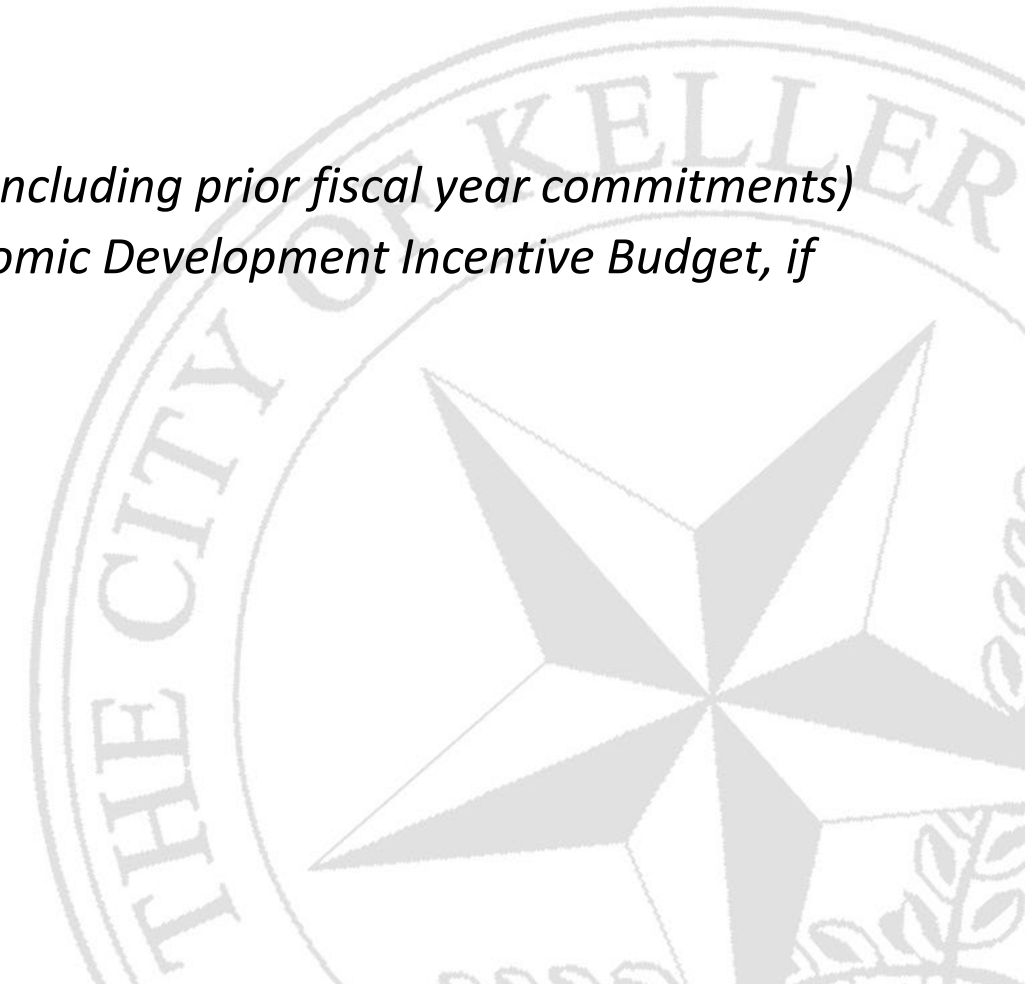 ncluding prior fiscal year commitments)
omic Development Incentive Budget, if
THE CITY OF KELLER